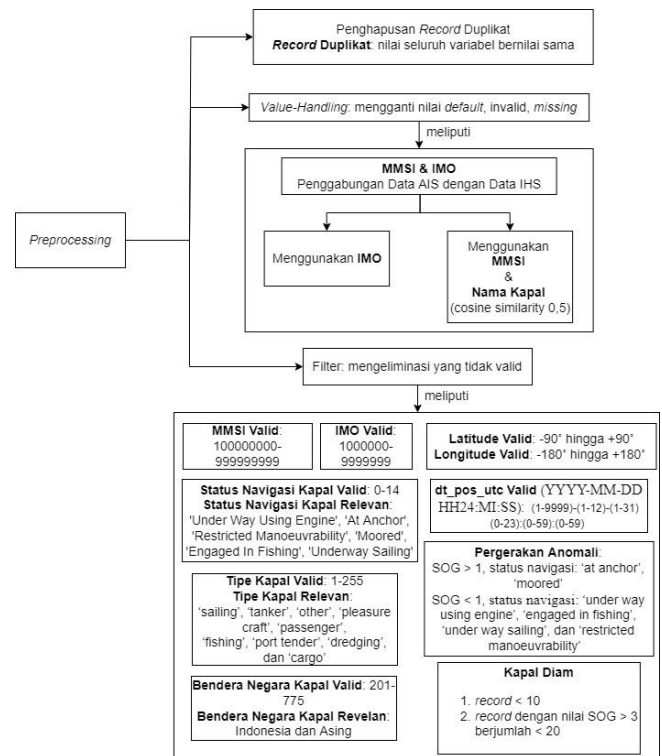 Penghapusan Record Duplikat
Record Duplikat: nilai seluruh variabel bernilai sama
Value-Handling: mengganti nilai default, invalid, missing
meliputi
MMSI & IMO
Penggabungan Data AIS dengan Data IHS
Menggunakan IMO
Menggunakan
MMSI
&
Nama Kapal
(cosine similarity 0,5)
Preprocessing
Filter: mengeliminasi yang tidak valid
meliputi
MMSI Valid:
100000000-
999999999
IMO Valid:
1000000-
9999999
Latitude Valid: -90° hingga +90°
Longitude Valid: -180° hingga +180°
Status Navigasi Kapal Valid: 0-14
Status Navigasi Kapal Relevan:
'Under Way Using Engine', 'At Anchor',
'Restricted Manoeuvrability', 'Moored',
'Engaged In Fishing', 'Underway Sailing'
dt_pos_utc Valid (YYYY-MM-DD
HH24:MI:SS): (1-9999)-(1-12)-(1-31)
(0-23):(0-59):(0-59)
Tipe Kapal Valid: 1-255
Tipe Kapal Relevan:
'sailing', 'tanker', 'other', 'pleasure
craft', 'passenger',
'fishing', 'port tender', 'dredging',
dan 'cargo'
Pergerakan Anomali:
SOG > 1, status navigasi: 'at anchor',
'moored'
SOG < 1, status navigasi: 'under way
using engine', 'engaged in fishing',
'under way sailing', dan 'restricted
manoeuvrability'
Bendera Negara Kapal Valid: 201-
775
Bendera Negara Kapal Revelan:
Indonesia dan Asing
Kapal Diam
1. record < 10
2. record dengan nilai SOG > 3
berjumlah < 20